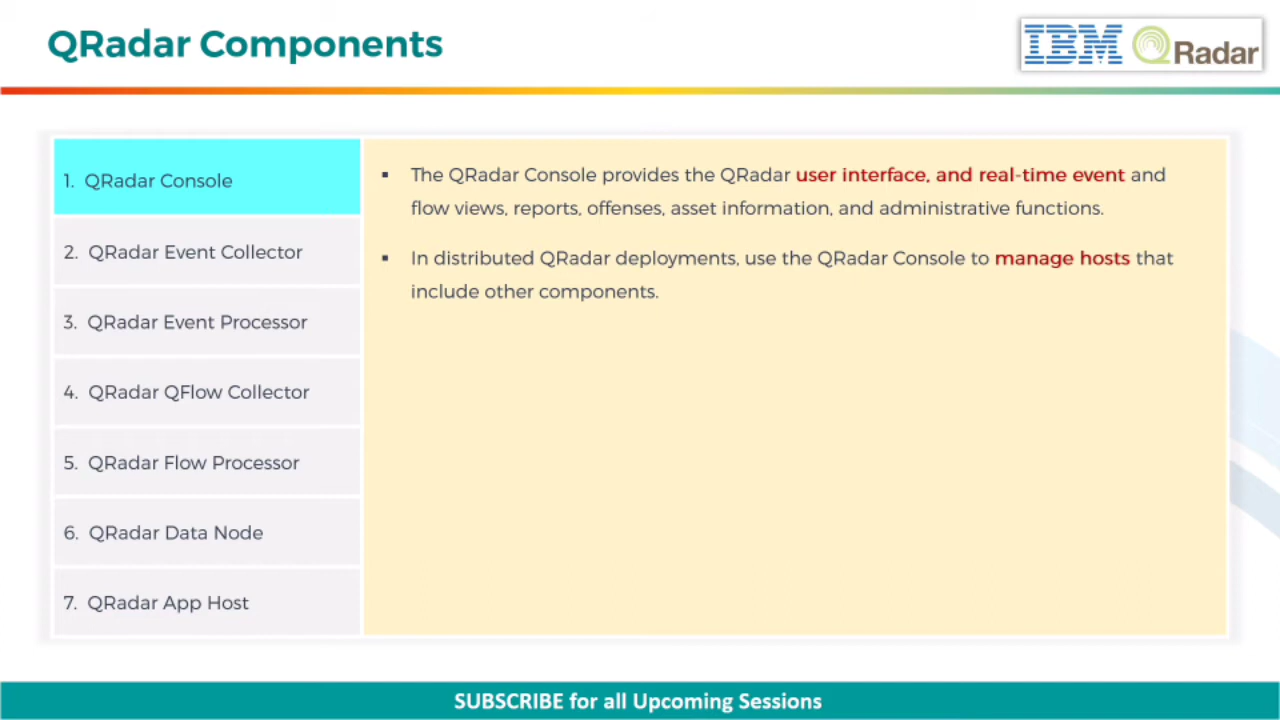 QRadar Components
IBM QRadar
1. QRadar Console
2. QRadar Event Collector
3. QRadar Event Processor
4. QRadar QFlow Collector
5. QRadar Flow Processor
6. QRadar Data Node
7. QRadar App Host
▪ The QRadar Console provides the QRadar user interface, and real-time event and
flow views, reports, offenses, asset information, and administrative functions.
▪ In distributed QRadar deployments, use the QRadar Console to manage hosts that
include other components.
SUBSCRIBE for all Upcoming Sessions